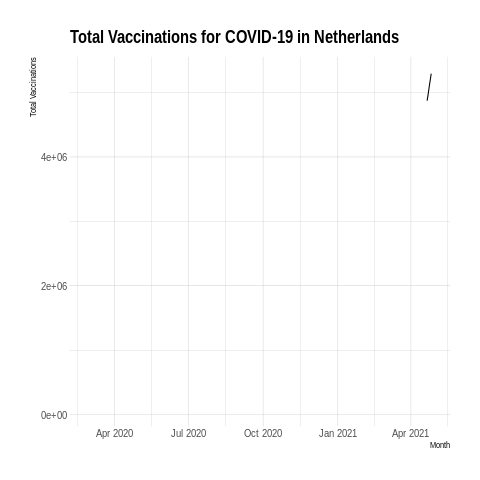 Total Vaccinations for COVID-19 in Netherlands
Total Vaccinations
4e+06
2e+06
0e+00
Apr 2020
Jul 2020
Oct 2020
Jan 2021
Apr 2021
Month